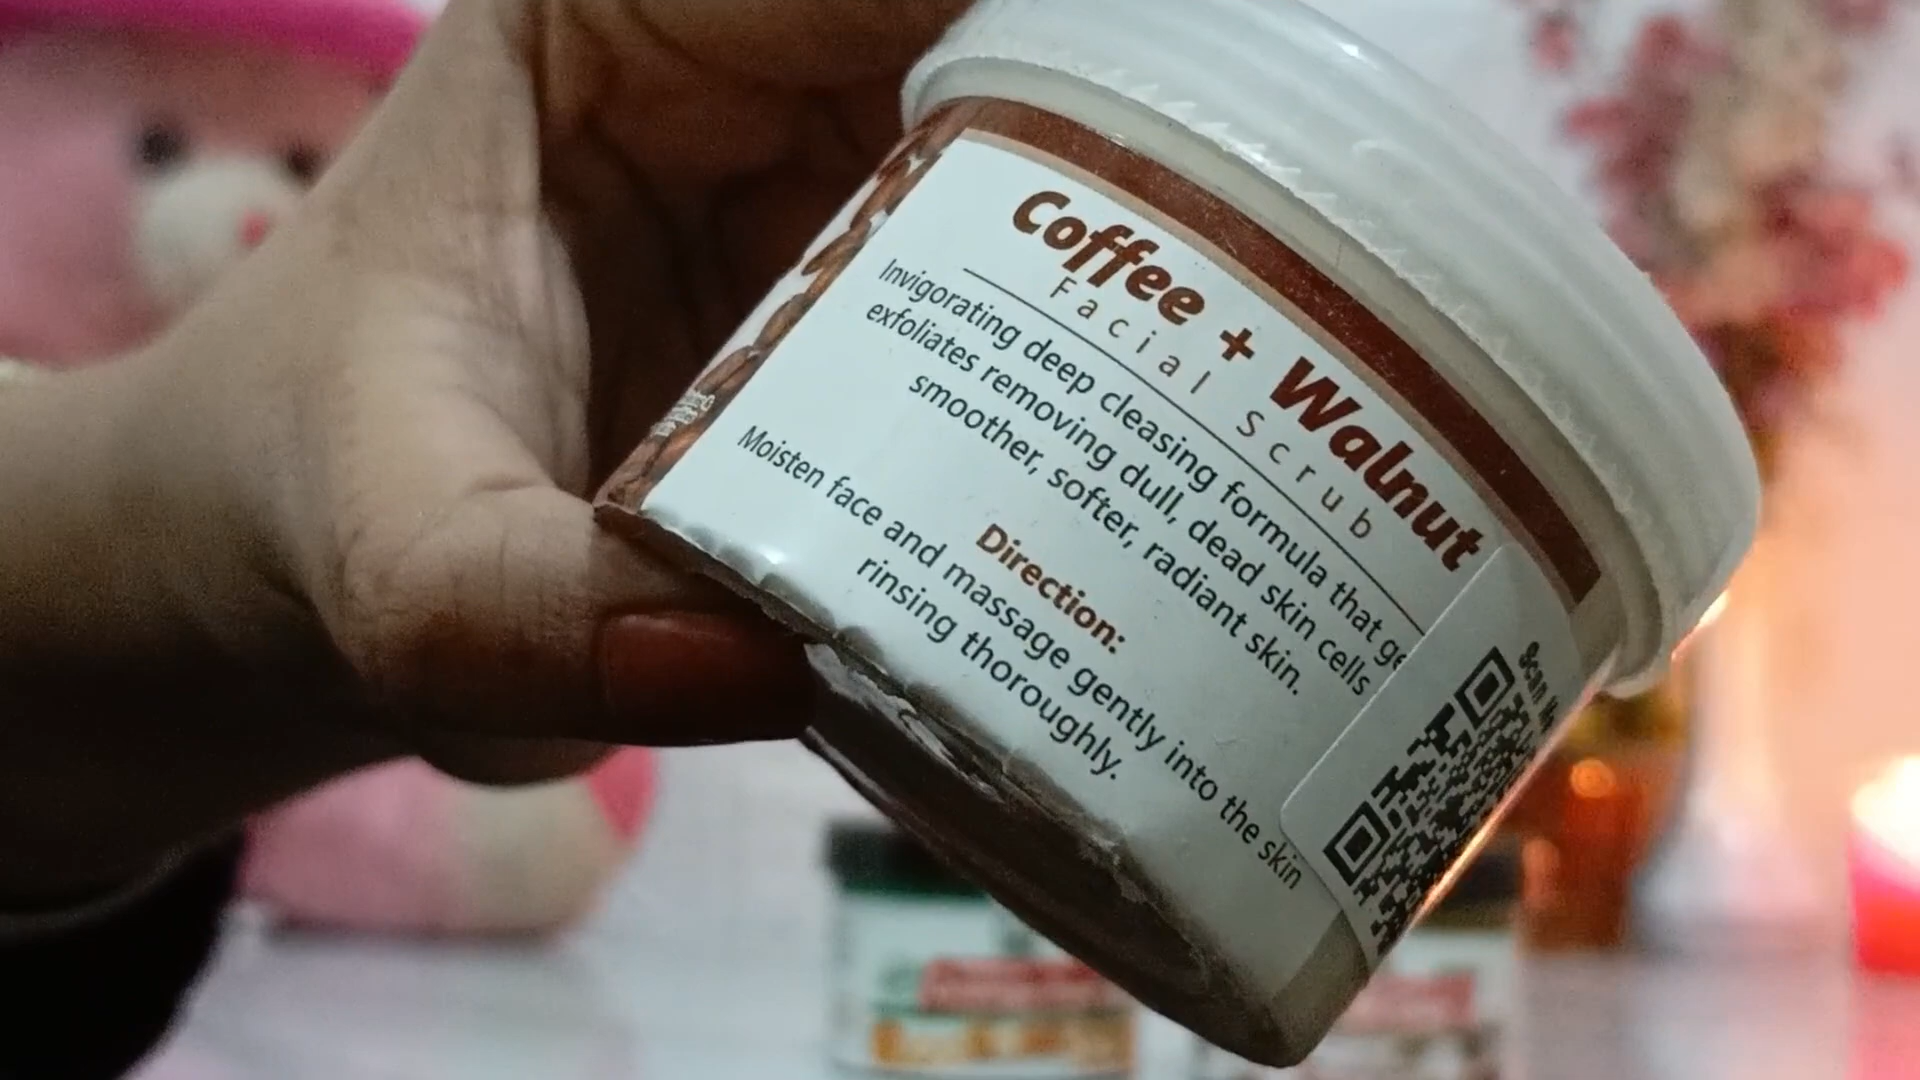 Coffee + Walnut
Facial Scrub
Invigorating deep cleasing formula that
exfoliates removing dull, dead skin cells
smoother, softer, radiant skin.
Direction:
Moisten face and massage gently into the skin
rinsing thoroughly.
Scan